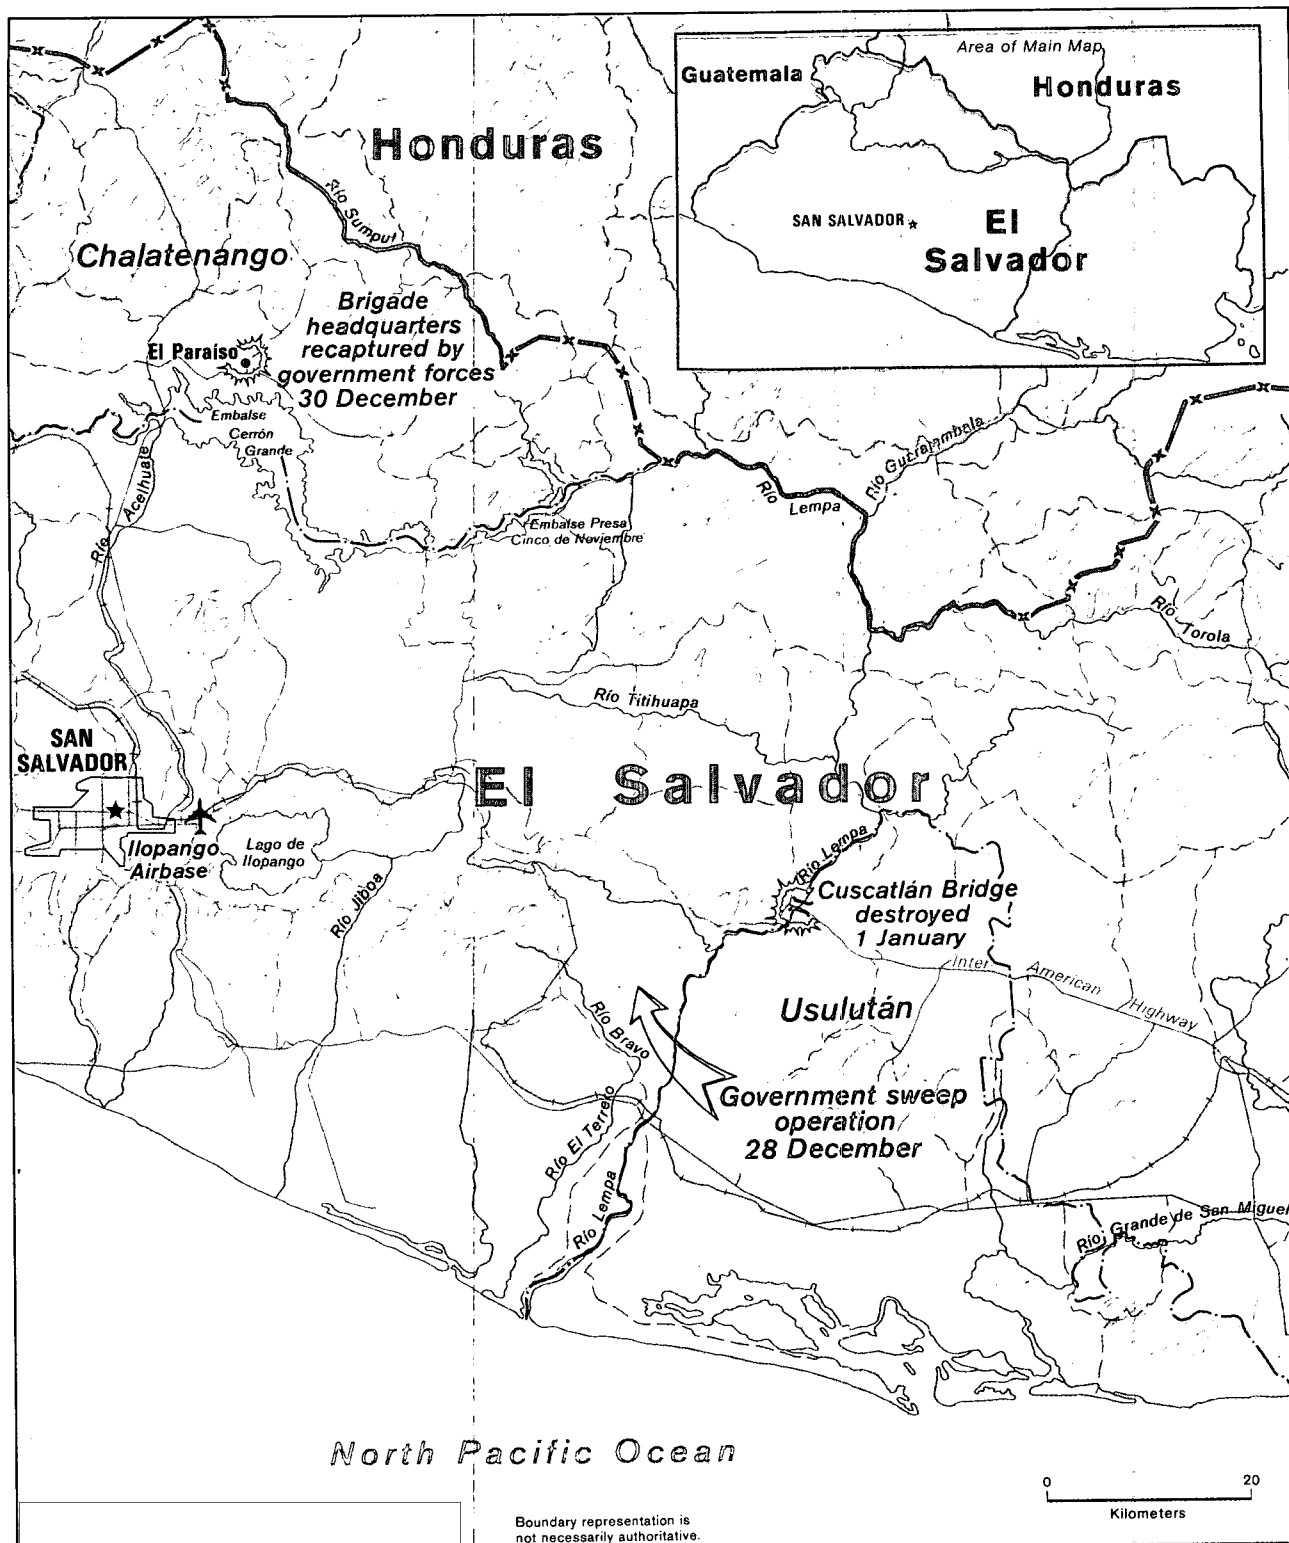 Area of Main Map
Guatemala
Honduras
SAN SALVADOR
El
Salvador
Honduras
Río Sumpul
Chalatenango
Brigade
headquarters
recaptured by
government forces
30 December
El Paraíso
Embalse
Cerrón
Grande
Río Acelhuate
Embalse Presa
Cinco de Noviembre
Río
Lempa
Río Guarajambala
Río Torola
Río Titihuapa
SAN
SALVADOR
El Salvador
Ilopango
Airbase
Lago de
Ilopango
Río Jiboa
Río Lempa
Cuscatlán Bridge
destroyed
1 January
Inter American Highway
Usulután
Río Bravo
Government sweep
operation
28 December
Río El Terrero
Río Lempa
Río Grande de San Miguel
North Pacific Ocean
0 20
Kilometers
Boundary representation is
not necessarily authoritative.